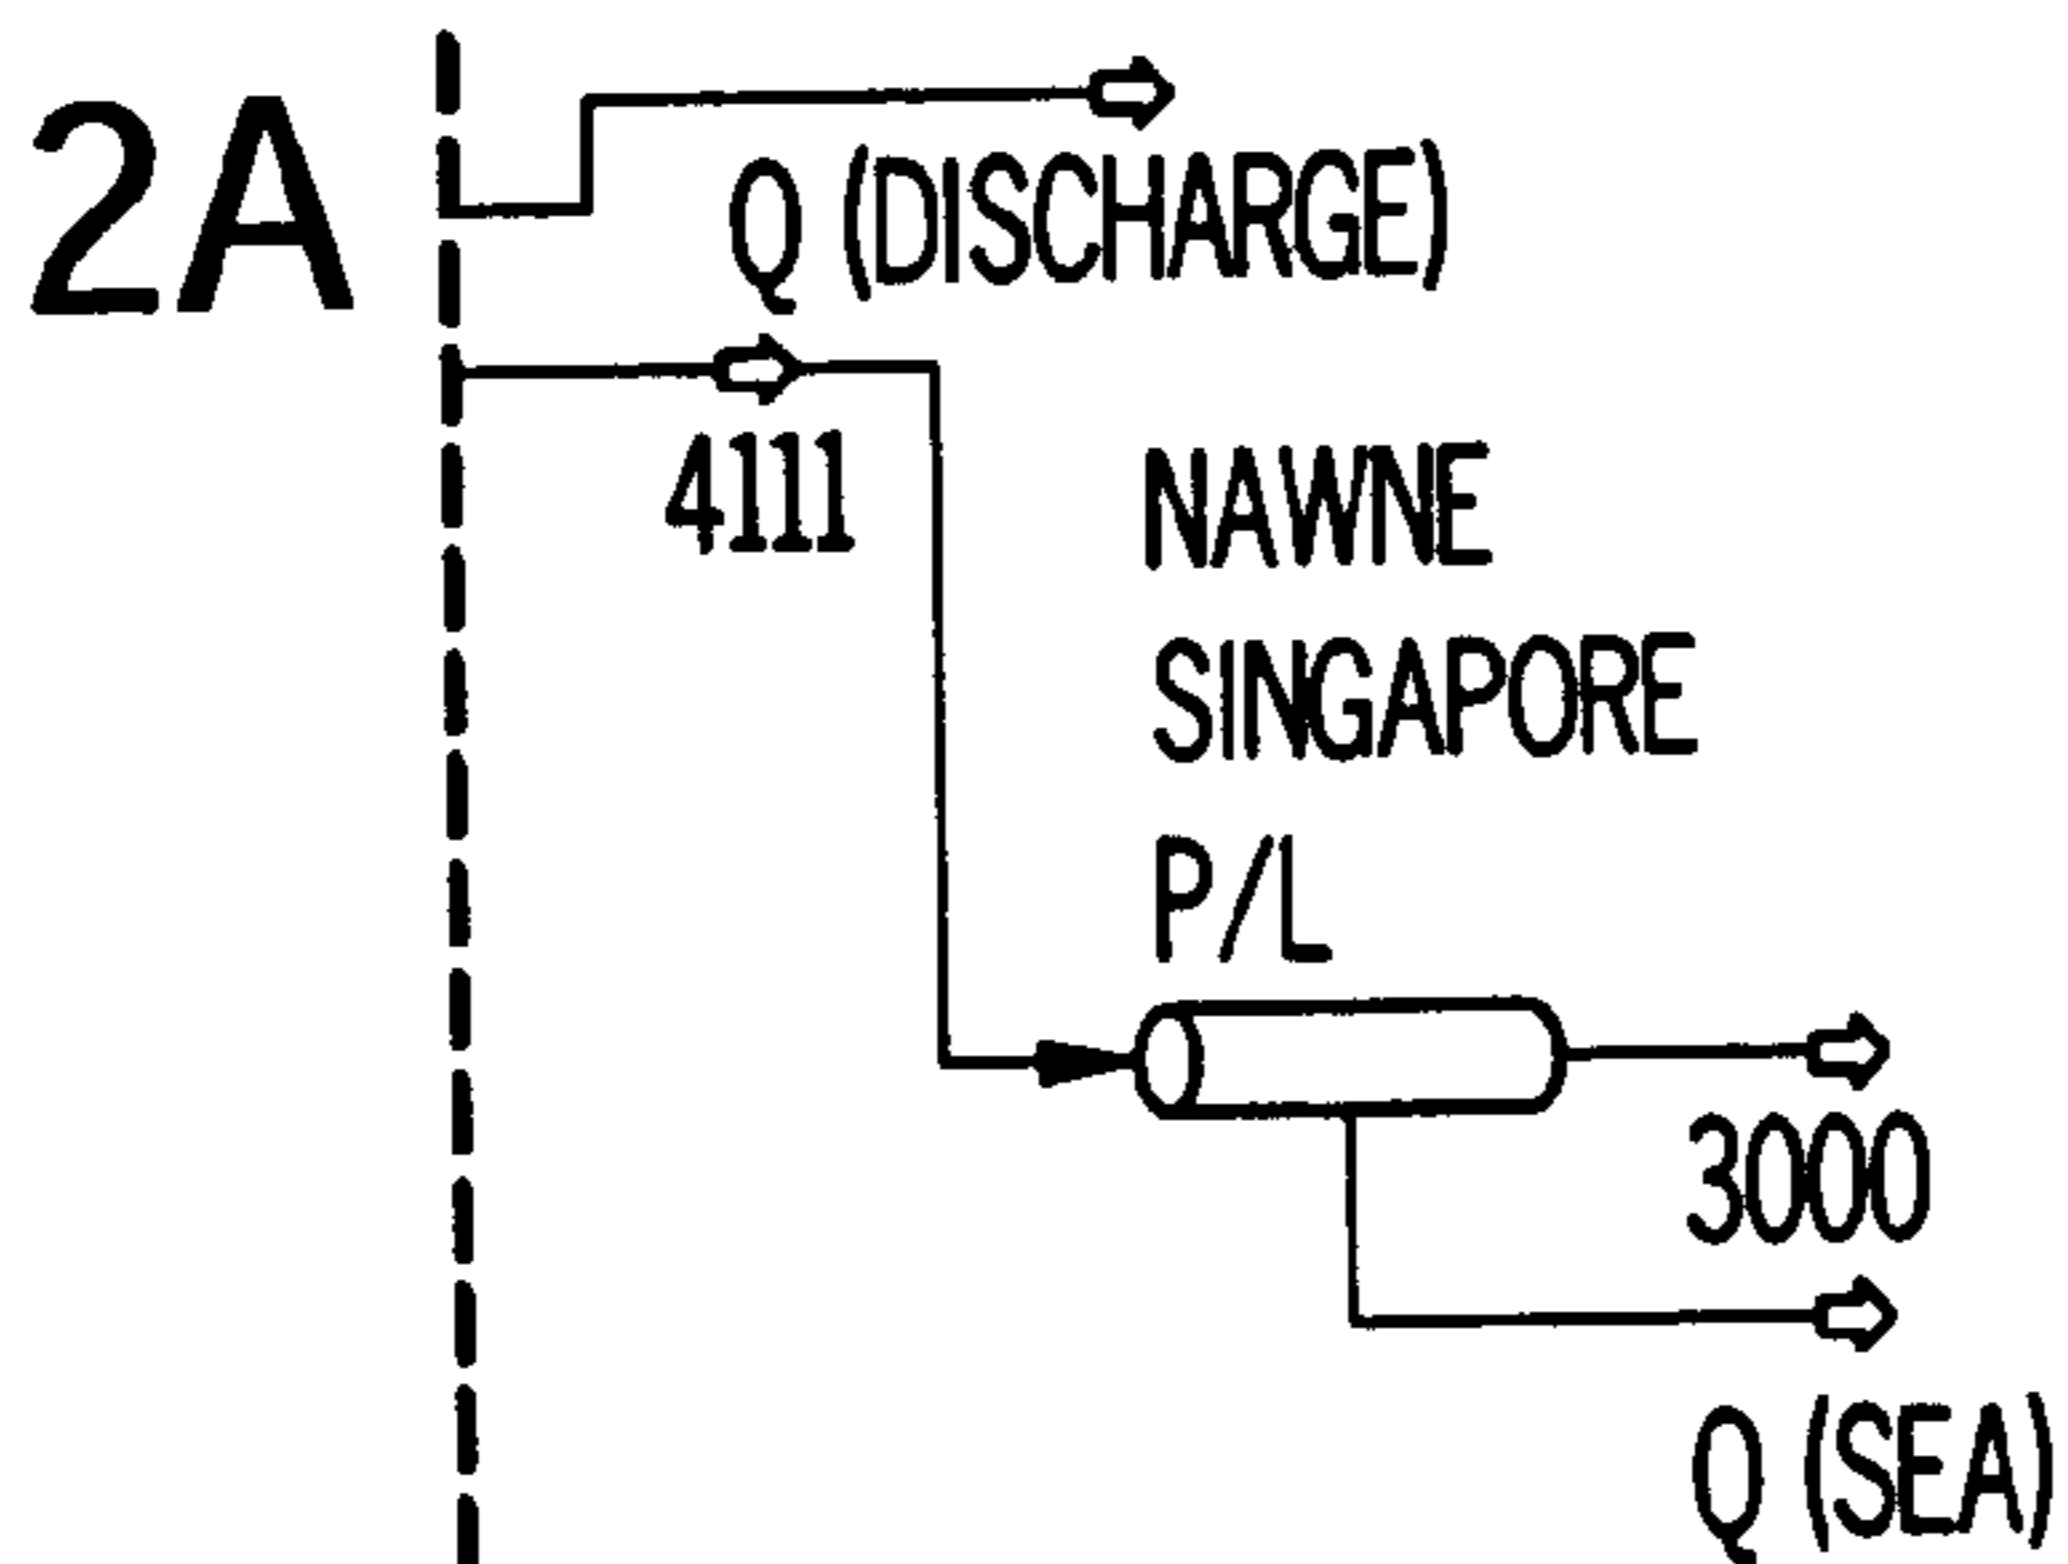 2A
Q (DISCHARGE)
4111
NAWNE
SINGAPORE
P/L
3000
Q (SEA)